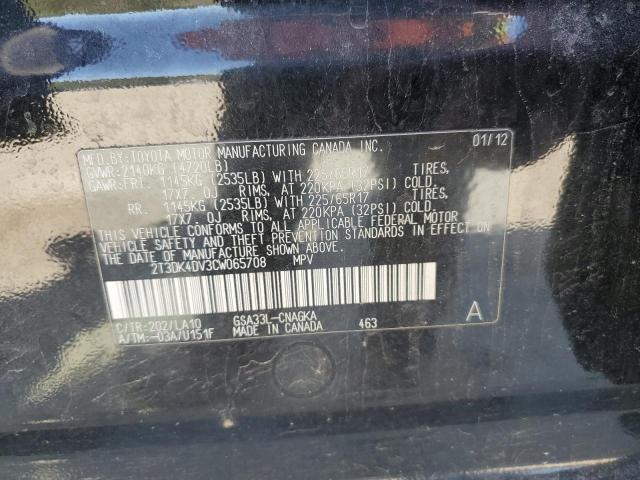 MFD.BY:TOYOTA MOTOR MANUFACTURING CANADA INC. 01/12
GVWR:2140KG (4720LB)
GAWR:FRT. 1145KG (2535LB) WITH 225/65R17 TIRES,
17X7 OJ RIMS, AT 220KPA (32PSI) COLD.
RR. 1145KG (2535LB) WITH 225/65R17 TIRES,
17X7 OJ RIMS, AT 220KPA (32PSI) COLD.
THIS VEHICLE CONFORMS TO ALL APPLICABLE FEDERAL MOTOR
VEHICLE SAFETY AND THEFT PREVENTION STANDARDS IN EFFECT ON
THE DATE OF MANUFACTURE SHOWN ABOVE.
2T3DK4DV3CW065708 MPV
C/TR:202/LA10 GSA33L-CNAGKA A
A/TM:-03A/U151F MADE IN CANADA 463